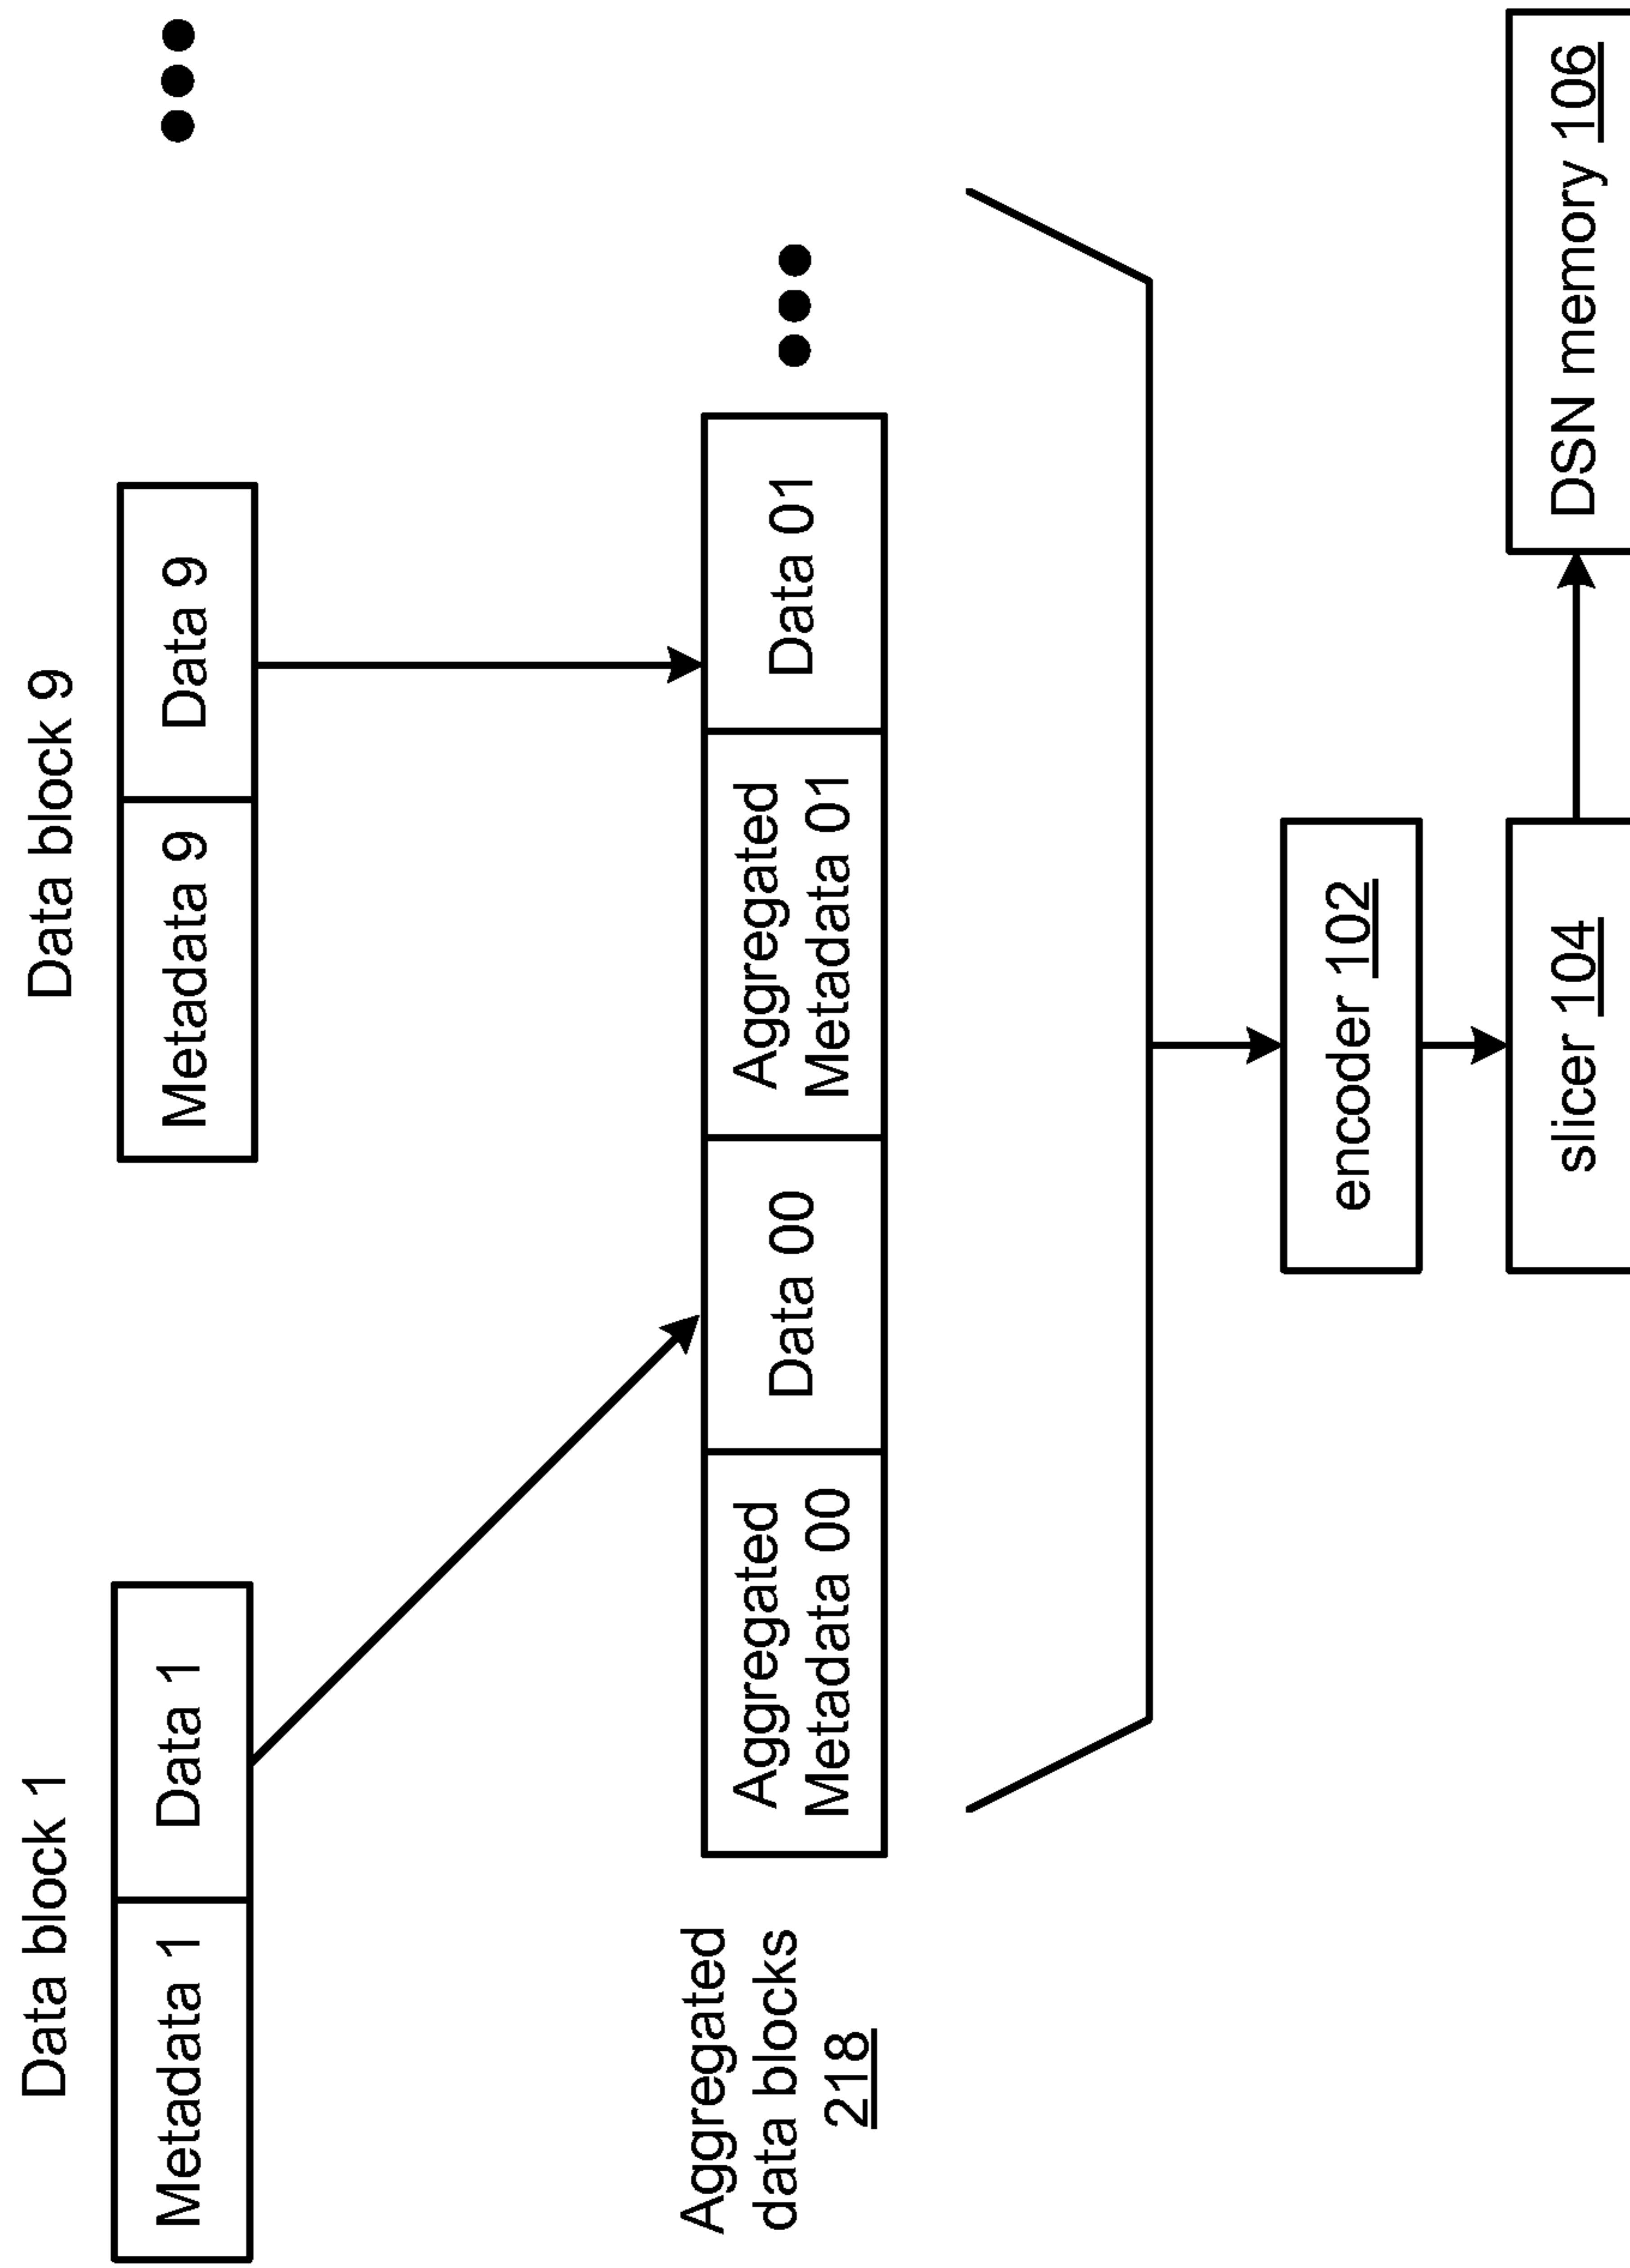 Data block 1
Data block 9
Metadata 1
Data 1
Metadata 9
Data 9
Aggregated
data blocks
218
Aggregated
Metadata 00
Data 00
Aggregated
Metadata 01
Data 01
encoder 102
slicer 104
DSN memory 106